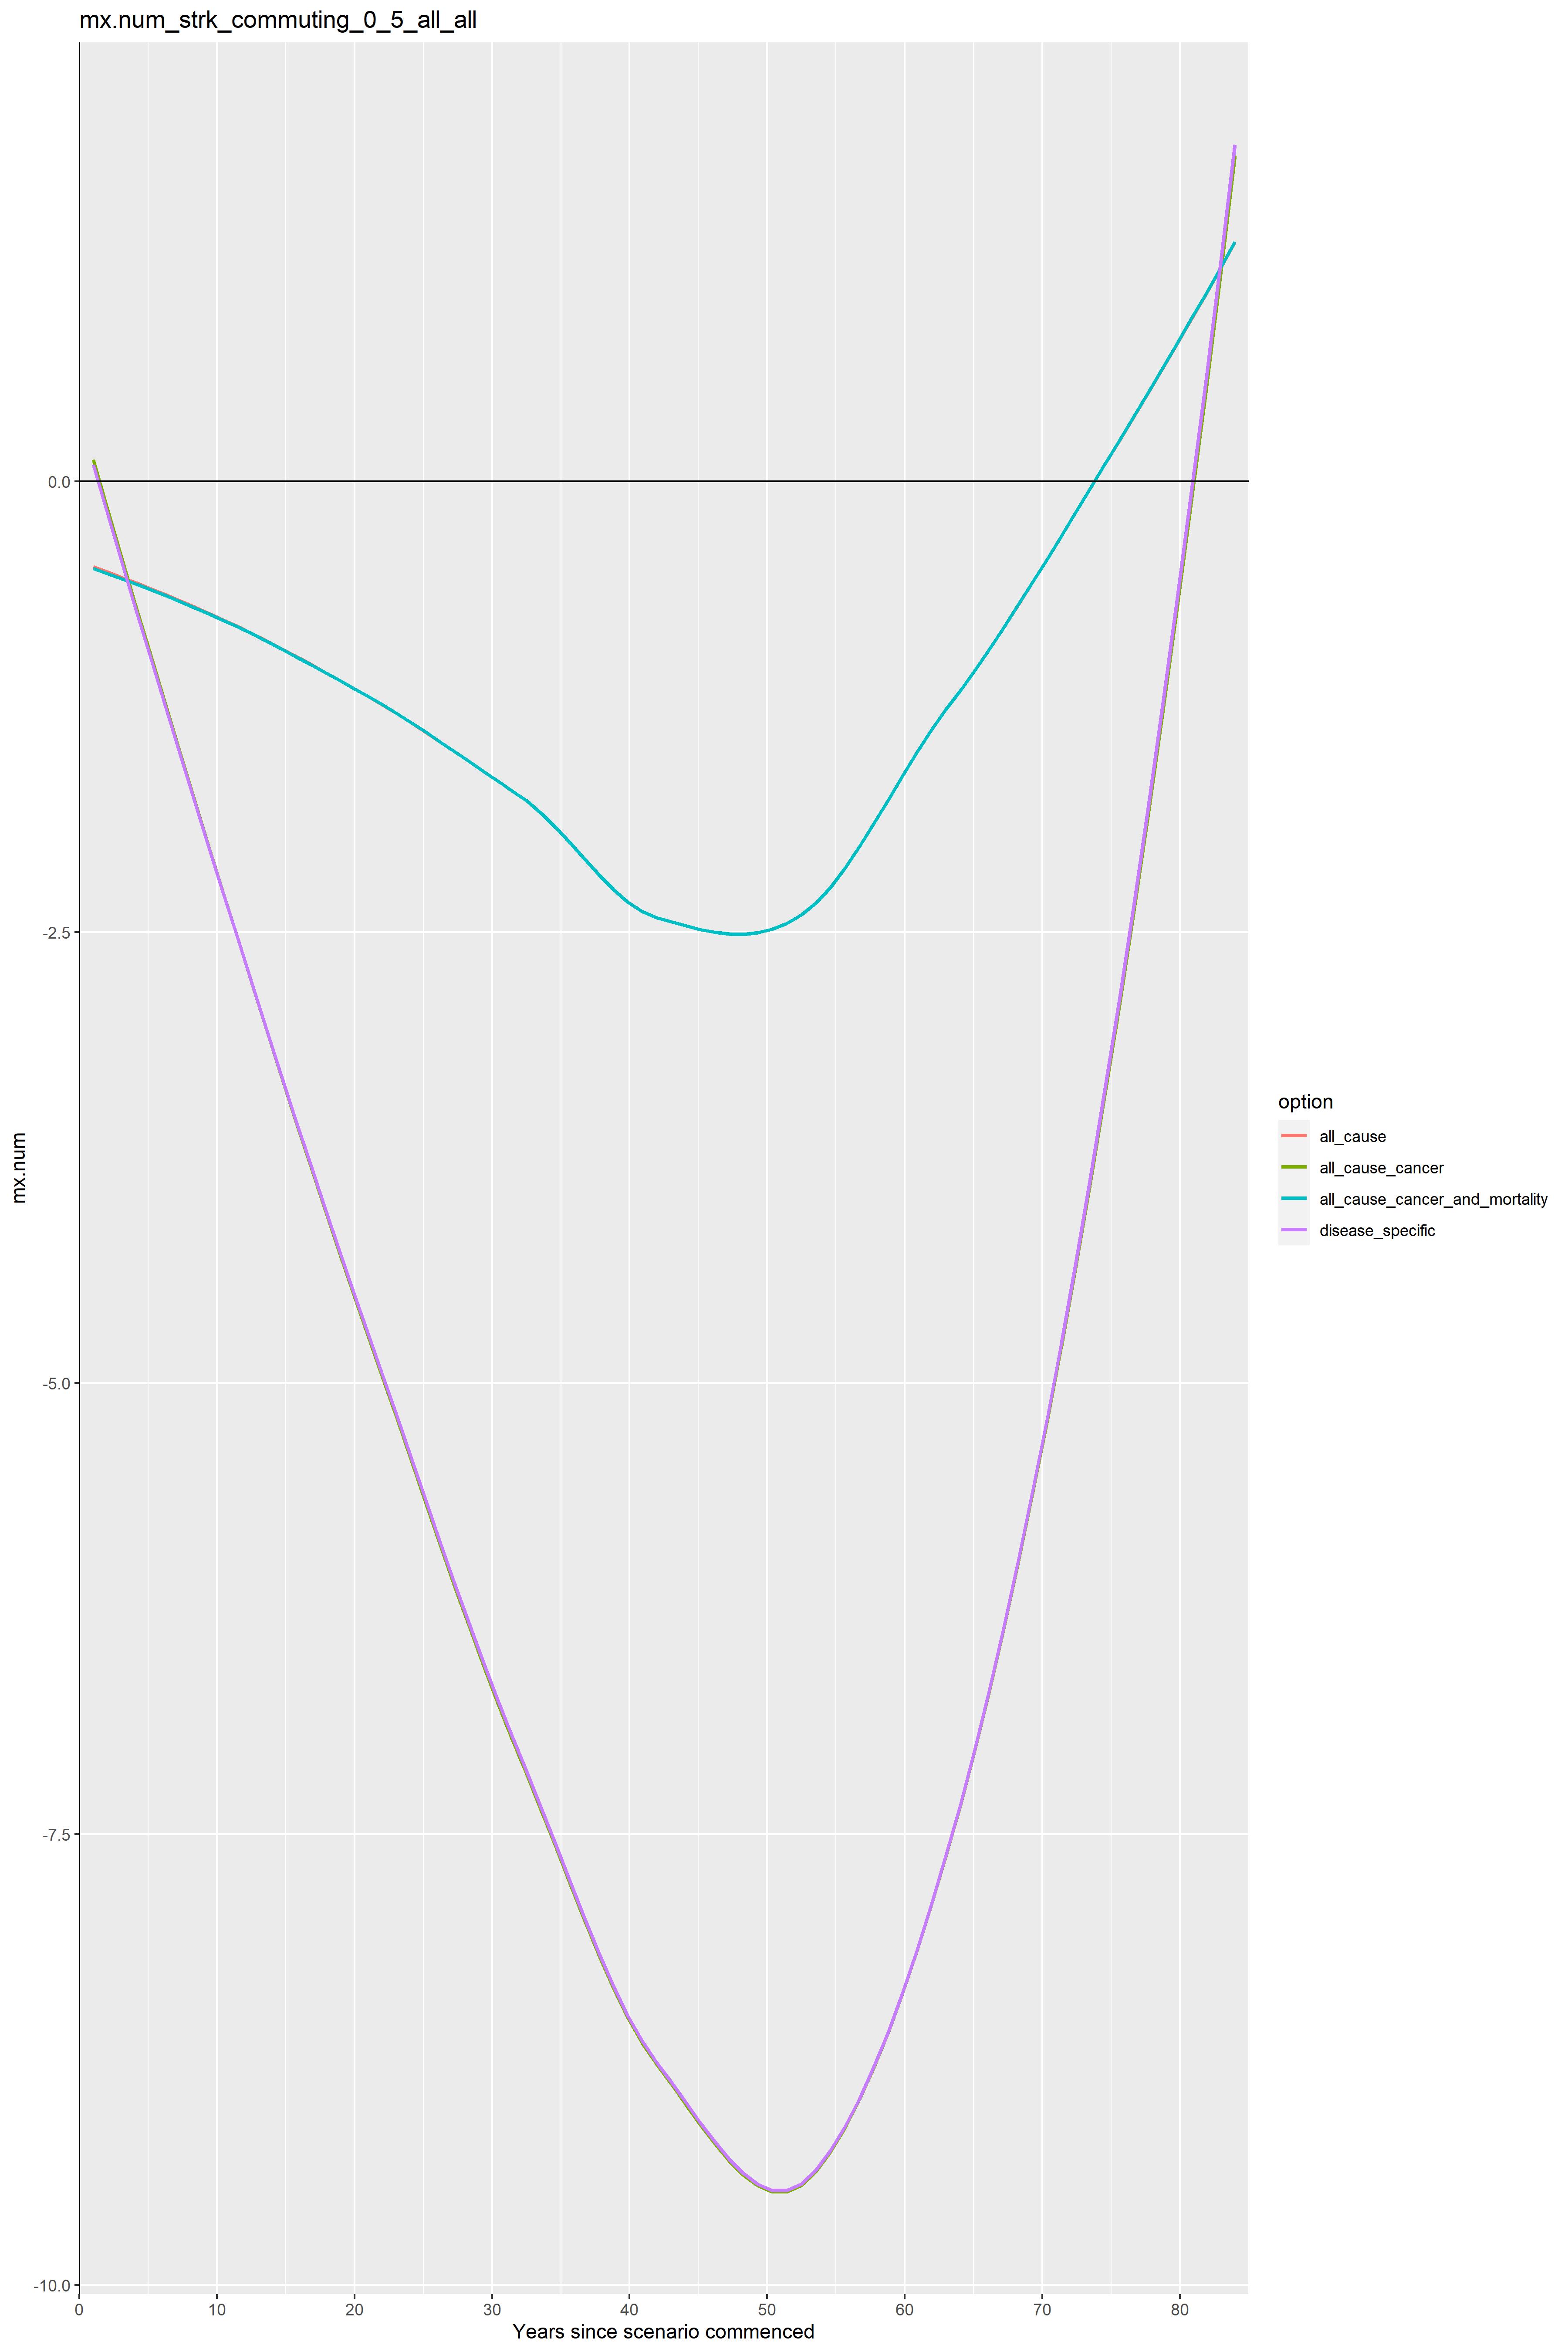 mx.num_strk_commuting_0_5_all_all
mx.num
0.0
-2.5
-5.0
-7.5
-10.0
0 10 20 30 40 50 60 70 80
Years since scenario commenced
option
all_cause
all_cause_cancer
all_cause_cancer_and_mortality
disease_specific